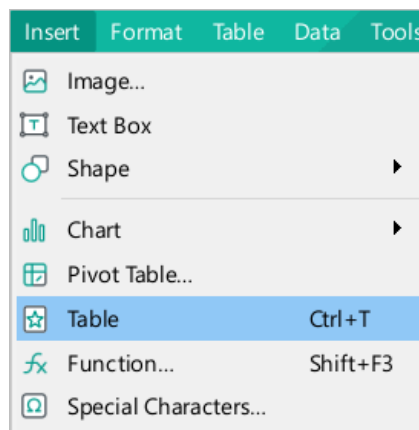 Insert Format Table Data Tools
Image...
Text Box
Shape
Chart
Pivot Table...
Table Ctrl+T
Function... Shift+F3
Special Characters...